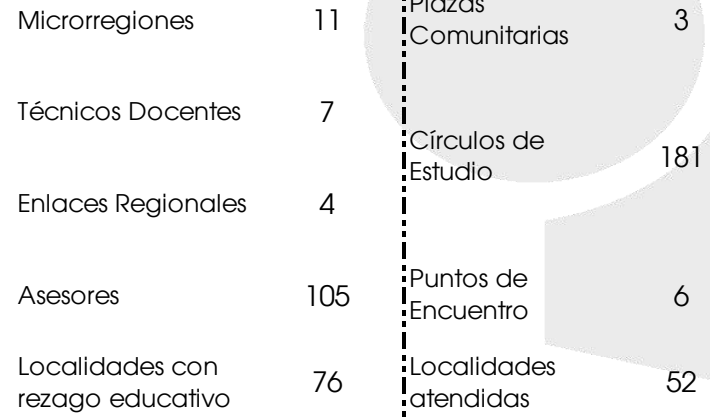 Microrregiones 11
Técnicos Docentes 7
Enlaces Regionales 4
Asesores 105
Localidades con
rezago educativo 76
Plazas
Comunitarias 3
Círculos de
Estudio 181
Puntos de
Encuentro 6
Localidades
atendidas 52